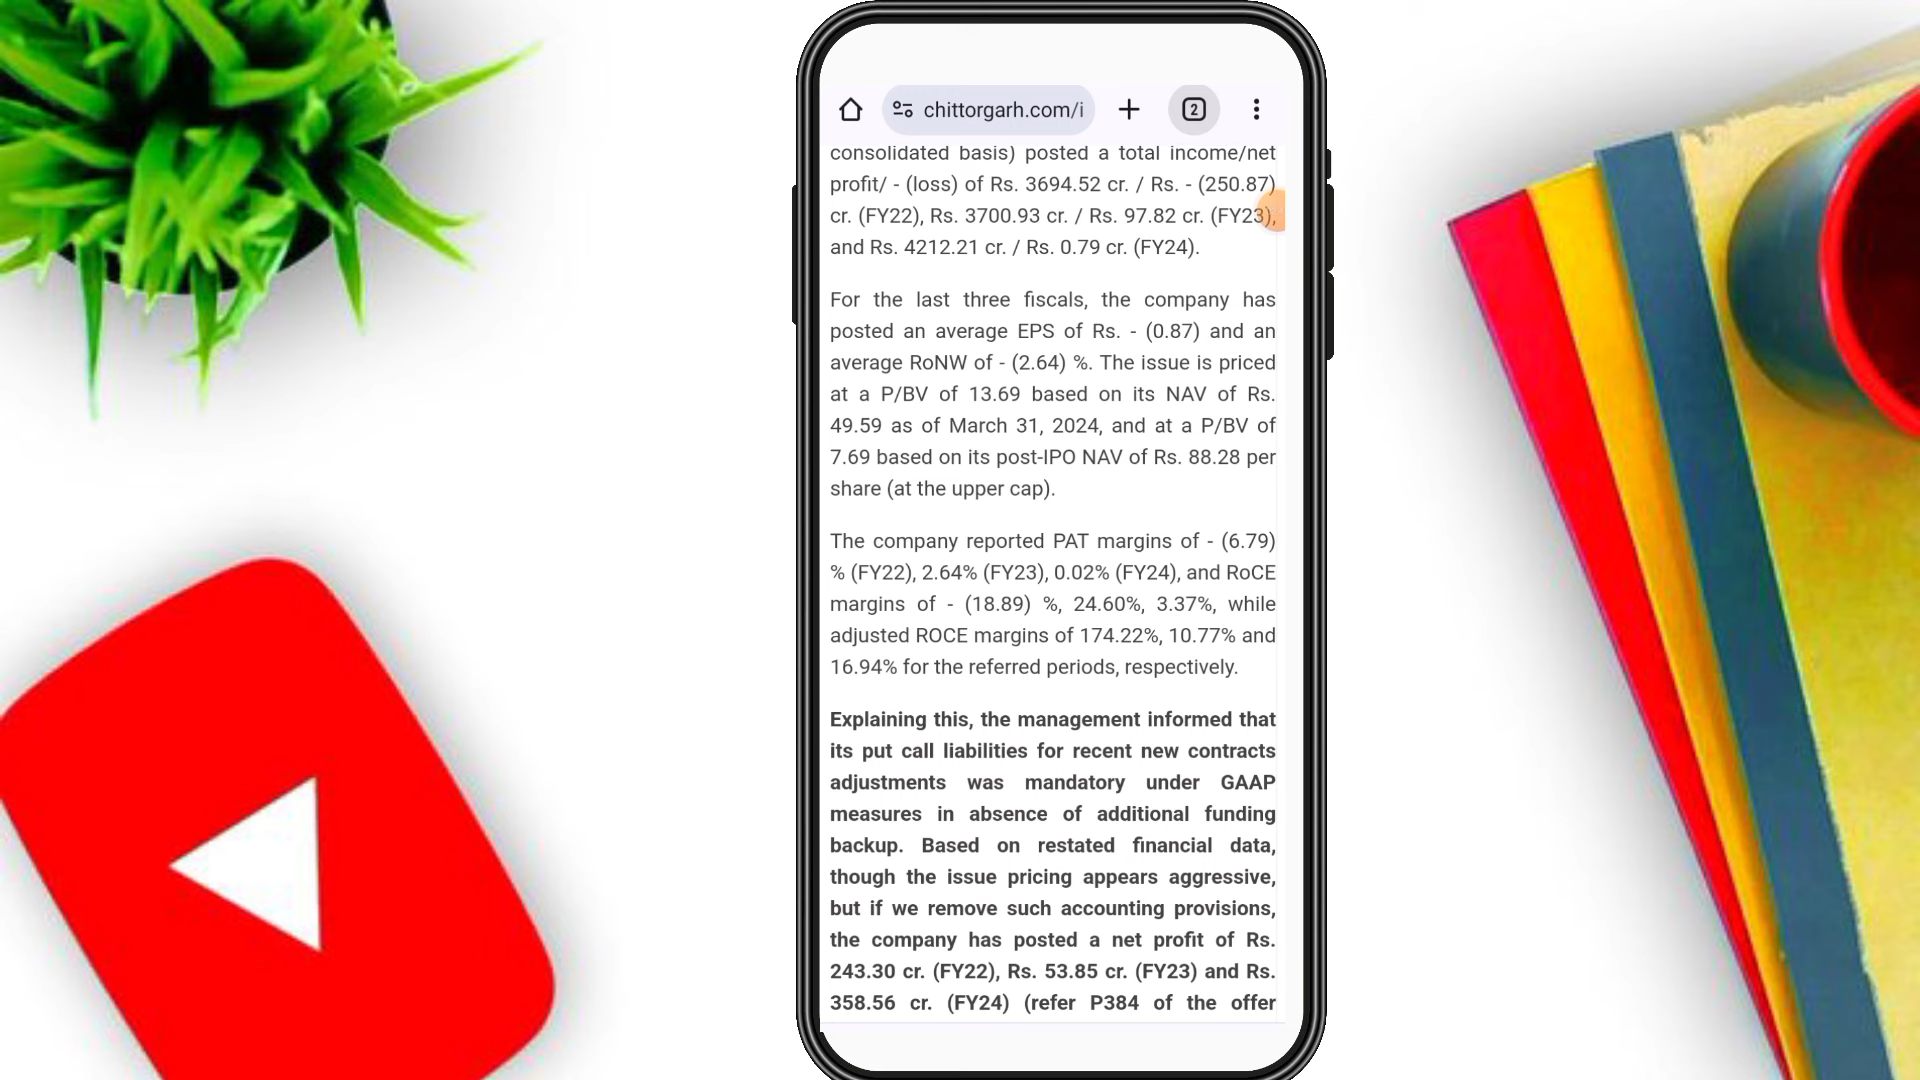 chittorgarh.com/i
2
consolidated basis) posted a total income/net
profit/ - (loss) of Rs. 3694.52 cr. / Rs. - (250.87)
cr. (FY22), Rs. 3700.93 cr. / Rs. 97.82 cr. (FY23),
and Rs. 4212.21 cr. / Rs. 0.79 cr. (FY24).
For the last three fiscals, the company has
posted an average EPS of Rs. - (0.87) and an
average RoNW of - (2.64) %. The issue is priced
at a P/BV of 13.69 based on its NAV of Rs.
49.59 as of March 31, 2024, and at a P/BV of
7.69 based on its post-IPO NAV of Rs. 88.28 per
share (at the upper cap).
The company reported PAT margins of - (6.79)
% (FY22), 2.64% (FY23), 0.02% (FY24), and RoCE
margins of - (18.89) %, 24.60%, 3.37%, while
adjusted ROCE margins of 174.22%, 10.77% and
16.94% for the referred periods, respectively.
Explaining this, the management informed that
its put call liabilities for recent new contracts
adjustments was mandatory under GAAP
measures in absence of additional funding
backup. Based on restated financial data,
though the issue pricing appears aggressive,
but if we remove such accounting provisions,
the company has posted a net profit of Rs.
243.30 cr. (FY22), Rs. 53.85 cr. (FY23) and Rs.
358.56 cr. (FY24) (refer P384 of the offer